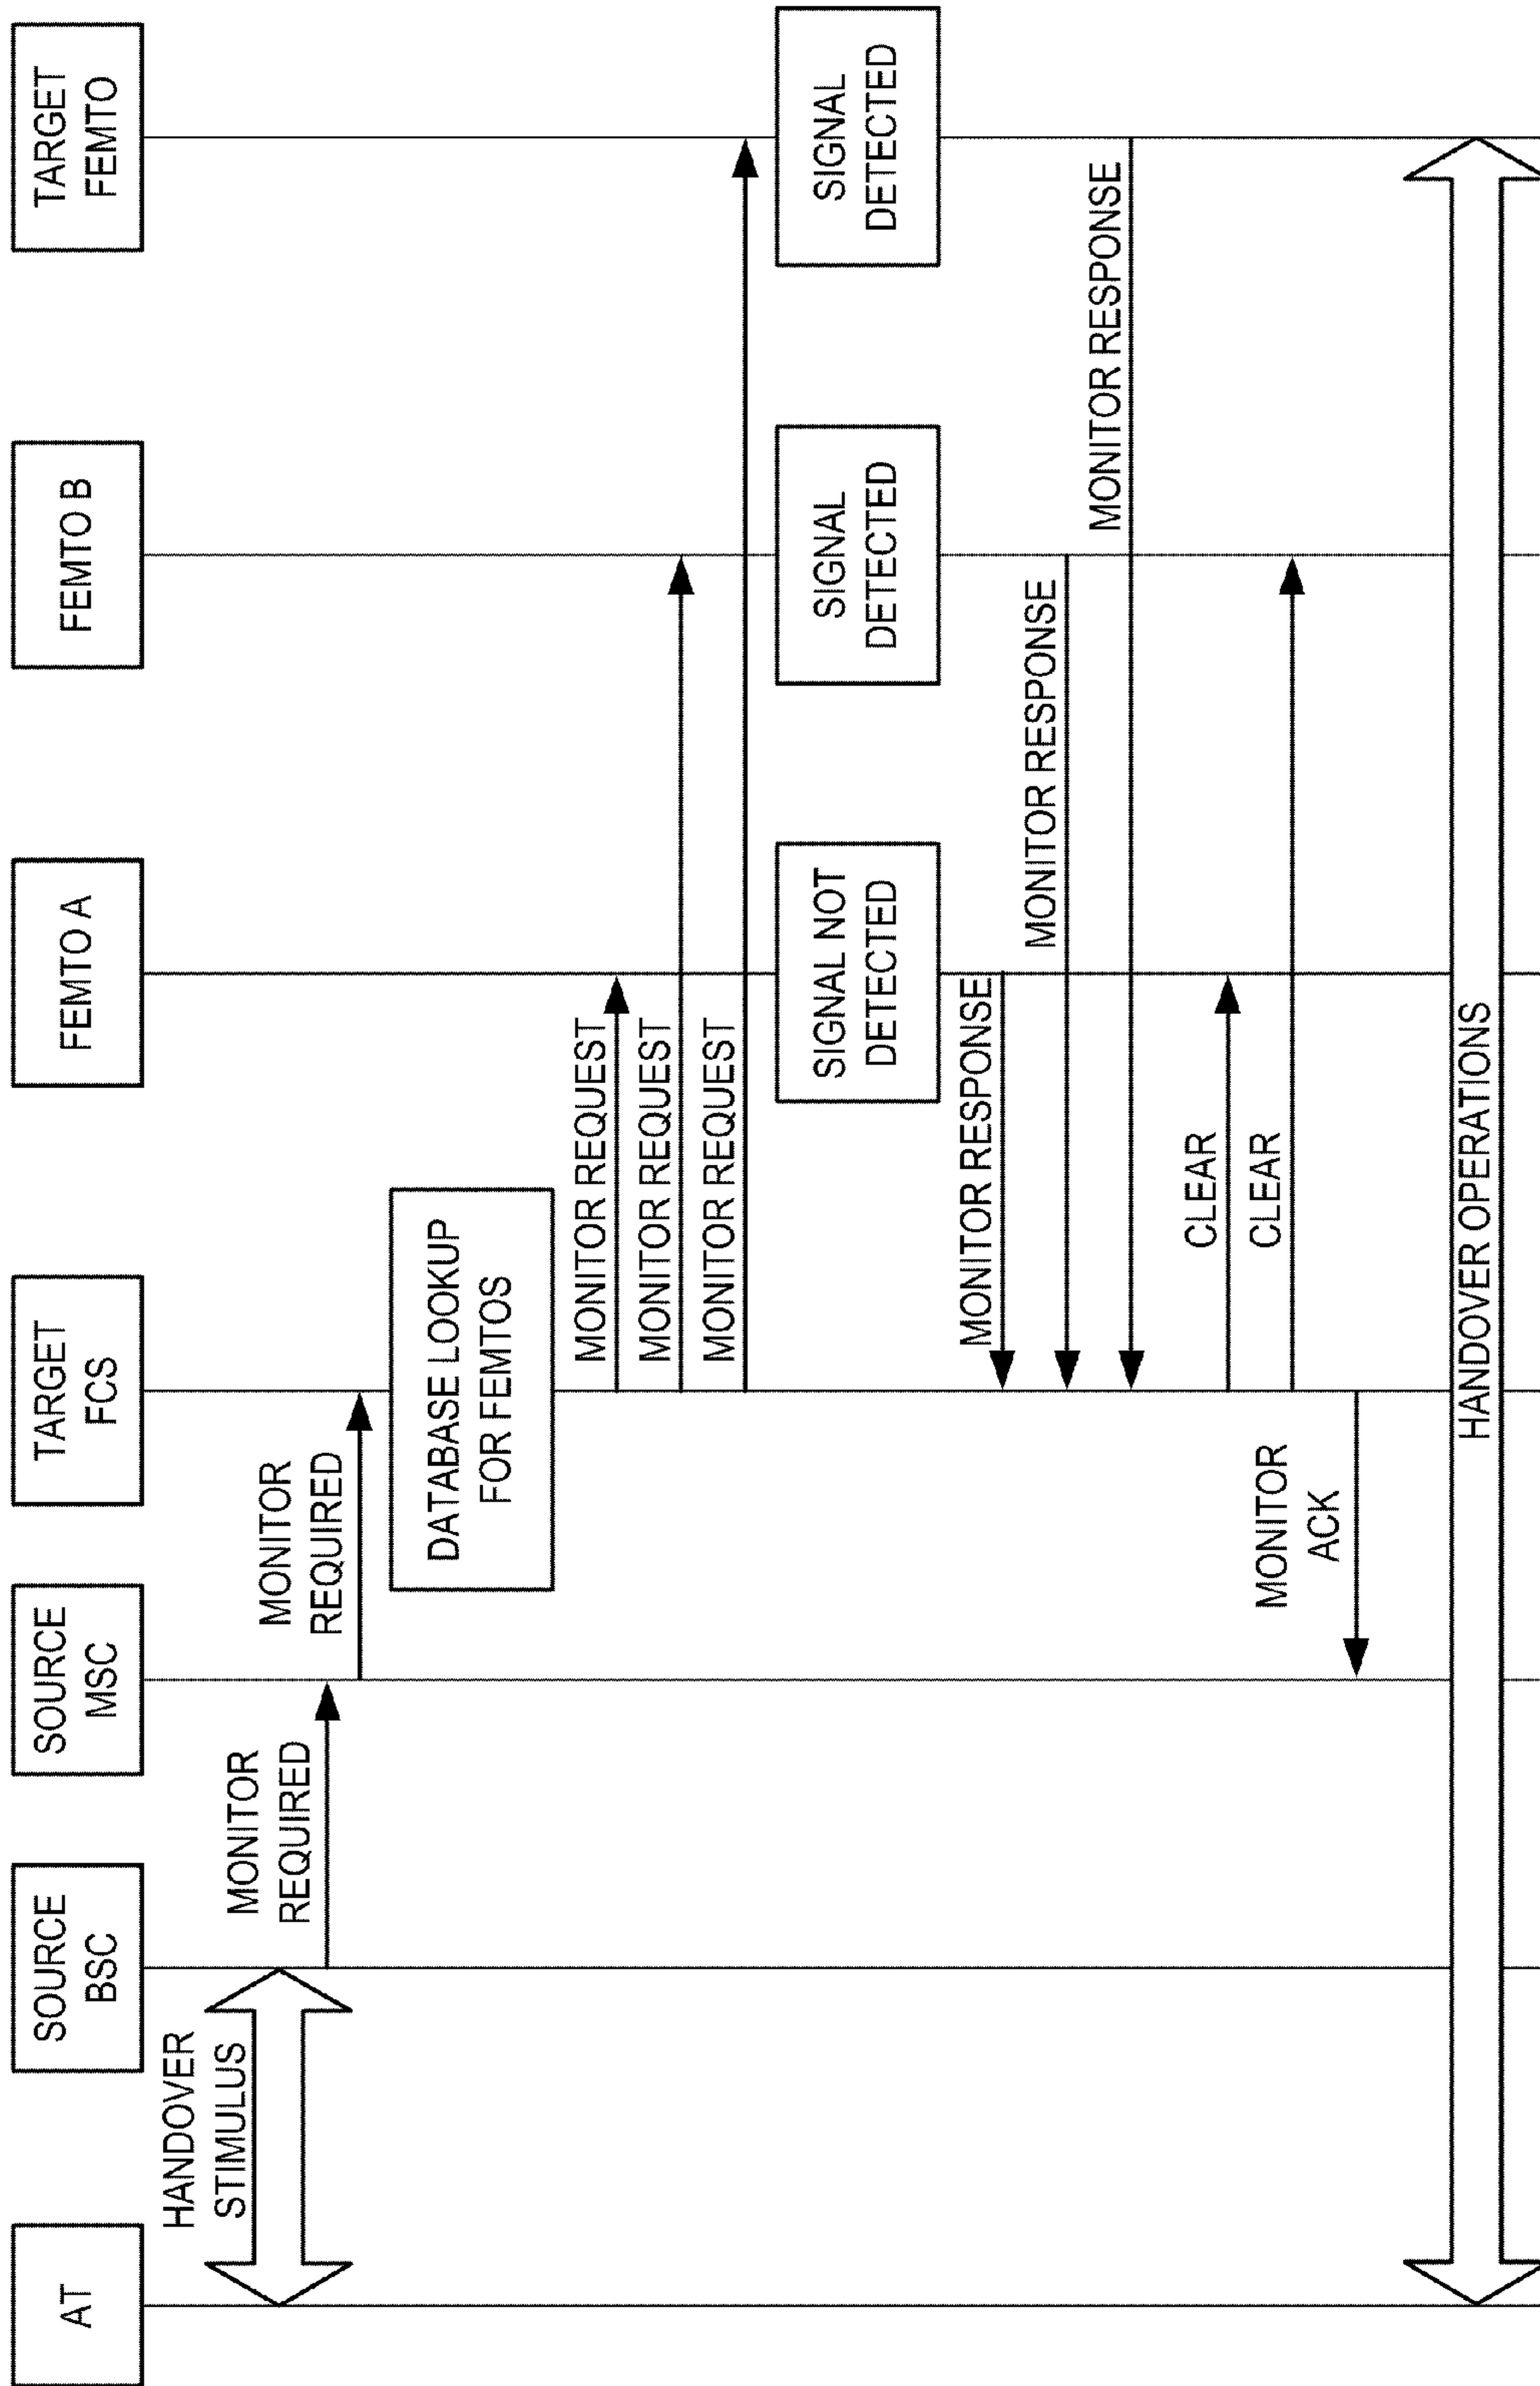 AT
SOURCE
BSC
SOURCE
MSC
TARGET
FCS
FEMTO A
FEMTO B
TARGET
FEMTO
HANDOVER
STIMULUS
MONITOR
REQUIRED
MONITOR
REQUIRED
DATABASE LOOKUP
FOR FEMTOS
MONITOR REQUEST
MONITOR REQUEST
MONITOR REQUEST
SIGNAL NOT
DETECTED
SIGNAL
DETECTED
SIGNAL
DETECTED
MONITOR RESPONSE
MONITOR RESPONSE
MONITOR RESPONSE
CLEAR
CLEAR
MONITOR
ACK
HANDOVER OPERATIONS